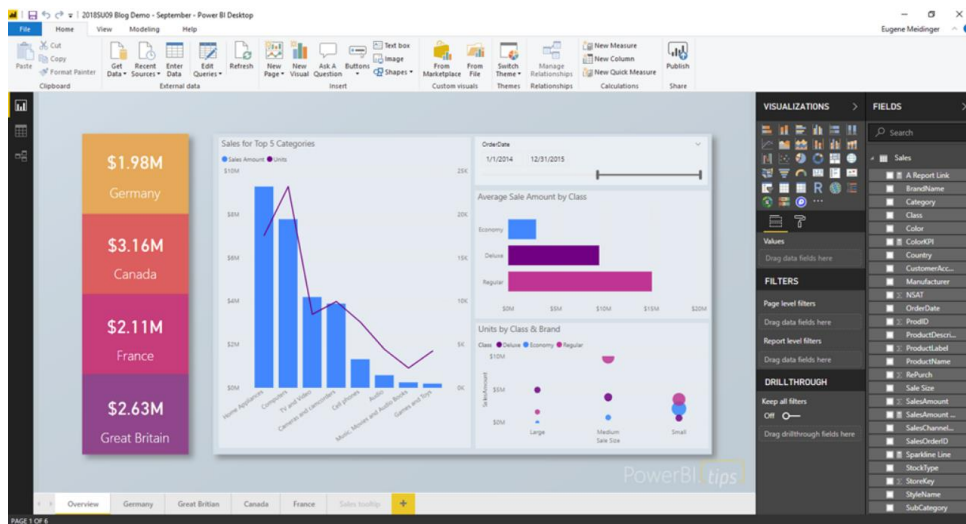 2018SU09 Blog Demo - September - Power BI Desktop
File Home View Modeling Help
Eugene Meidinger
Paste
Cut
Copy
Format Painter
Get Data
Recent Sources
Enter Data
Edit Queries
Refresh
New Page
New Visual
Ask A Question
Buttons
Text box
Image
Shapes
From Marketplace
From File
Switch Theme
Manage Relationships
New Measure
New Column
New Quick Measure
Publish
Clipboard External data Insert Custom visuals Themes Relationships Calculations Share
$1.98M
Germany
$3.16M
Canada
$2.11M
France
$2.63M
Great Britain
Sales for Top 5 Categories
Sales Amount Units
$10M 25K
$8M 20K
$6M 15K
$4M 10K
$2M 5K
$0M 0K
Home Appliances
Computers
TV and Video
Cameras and camcorders
Cell phones
Audio
Music, Movies and Audio Books
Games and Toys
OrderDate
1/1/2014 12/31/2015
Average Sale Amount by Class
Economy
Deluxe
Regular
$0M $5M $10M $15M $20M
Units by Class & Brand
Class Deluxe Economy Regular
$10M
$5M
$0M
SalesAmount
Large Medium Small
Sale Size
PowerBI.tips
VISUALIZATIONS
Values
Drag data fields here
FILTERS
Page level filters
Drag data fields here
Report level filters
Drag data fields here
DRILLTHROUGH
Keep all filters
Off
Drag drillthrough fields here
FIELDS
Search
Sales
A Report Link
BrandName
Category
Class
Color
ColorKPI
Country
CustomerAcc...
Manufacturer
NSAT
OrderDate
ProdID
ProductDescri...
ProductLabel
ProductName
RePurch
Sale Size
SalesAmount
SalesAmount ...
SalesChannel...
SalesOrderID
Sparkline Line
StockType
StoreKey
StyleName
SubCategory
Overview Germany Great Britian Canada France Sales tooltip
PAGE 1 OF 6